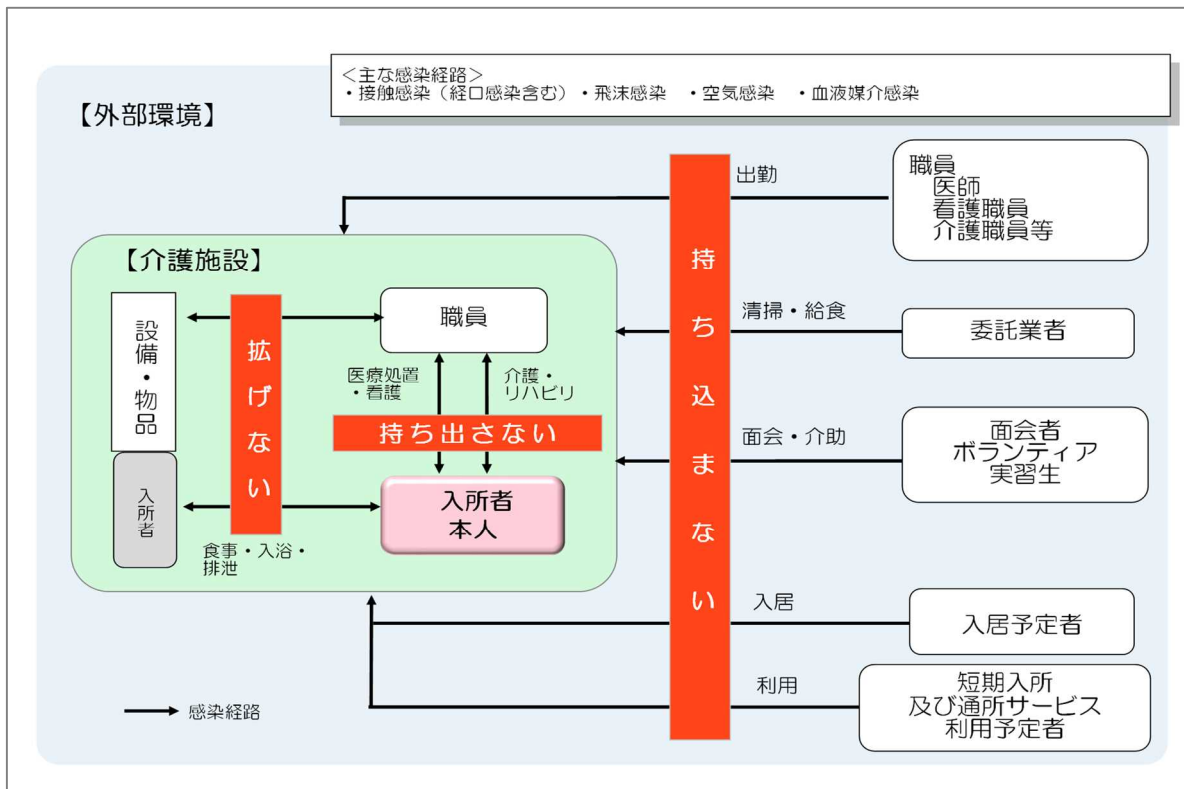 ＜主な感染経路＞
・接触感染（経口感染含む）・飛沫感染　・空気感染　・血液媒介感染
【外部環境】
出勤
職員
医師
看護職員
介護職員等
【介護施設】
設備・物品
拡げない
職員
医療処置
・看護
介護・
リハビリ
持ち出さない
入所者
入所者
本人
食事・入浴・
排泄
持ち込まない
清掃・給食
委託業者
面会・介助
面会者
ボランティア
実習生
入居
入居予定者
利用
短期入所
及び通所サービス
利用予定者
感染経路